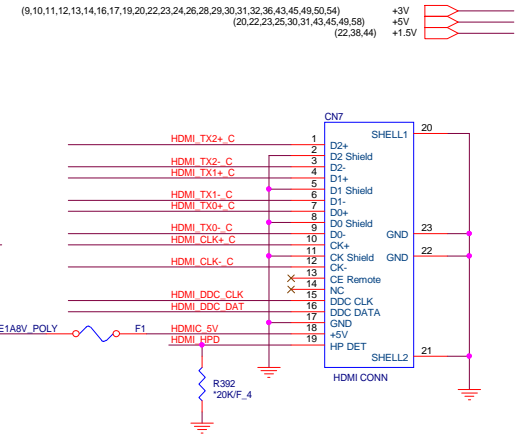 (9,10,11,12,13,14,16,17,19,20,22,23,24,26,28,29,30,31,32,36,43,45,49,50,54) +3V
(20,22,23,25,30,31,43,45,49,58) +5V
(22,38,44) +1.5V
CN7
SHELL1 20
HDMI_TX2+_C 1 D2+
2 D2 Shield
HDMI_TX2-_C 3 D2-
HDMI_TX1+_C 4 D1+
5 D1 Shield
HDMI_TX1-_C 6 D1-
HDMI_TX0+_C 7 D0+
8 D0 Shield
HDMI_TX0-_C 9 D0- GND 23
HDMI_CLK+_C 10 CK+
11 CK Shield GND 22
HDMI_CLK-_C 12 CK-
13 CE Remote
14 NC
HDMI_DDC_CLK 15 DDC CLK
HDMI_DDC_DAT 16 DDC DATA
17 GND
E1A8V_POLY F1 HDMIC_5V 18 +5V
HDMI_HPD 19 HP DET
SHELL2 21
HDMI CONN
R392
*20K/F_4